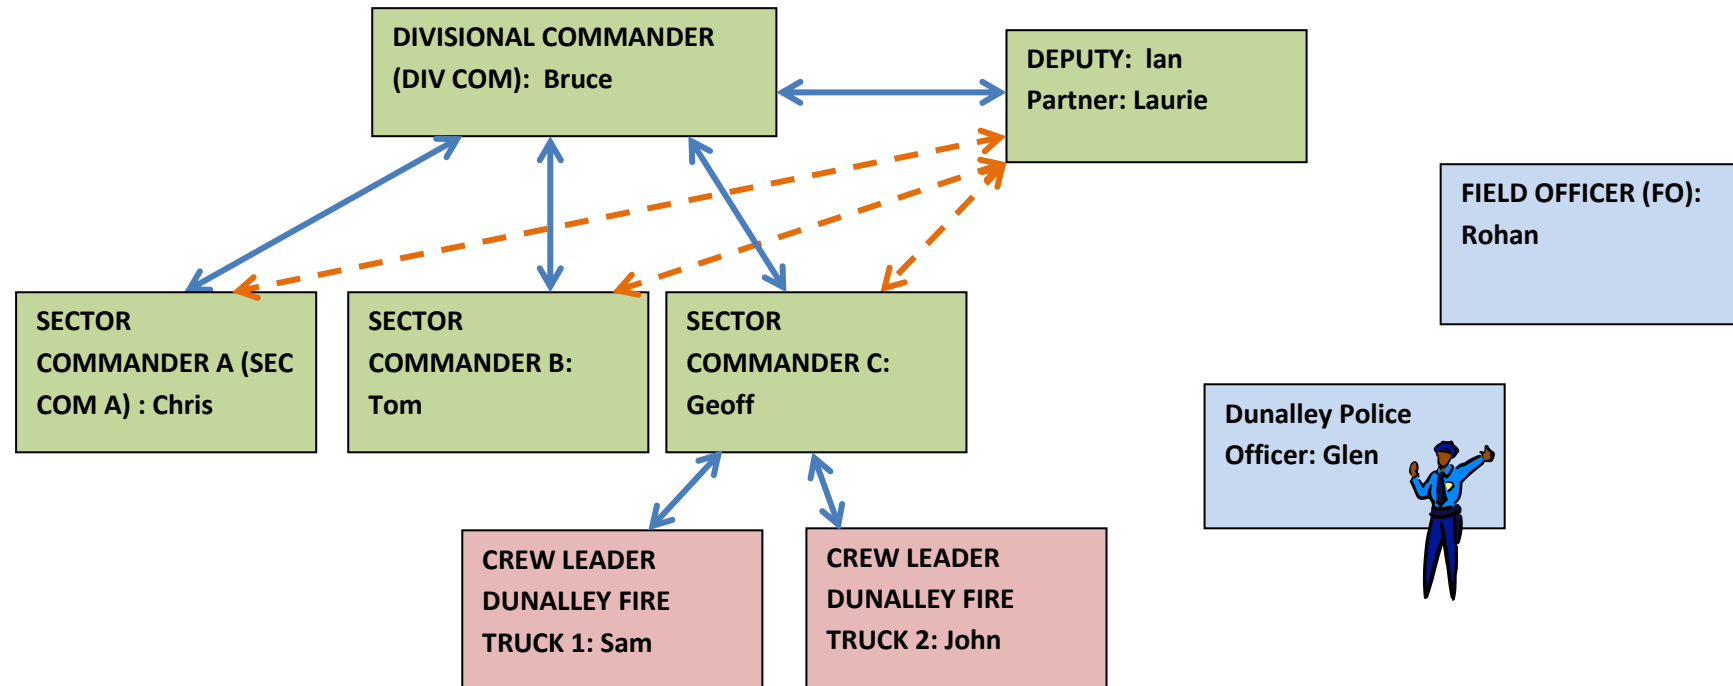 DIVISIONAL COMMANDER
(DIV COM):  Bruce
DEPUTY:  Ian
Partner: Laurie
FIELD OFFICER (FO):
Rohan
SECTOR
COMMANDER A (SEC
COM A) : Chris
SECTOR
COMMANDER B:
Tom
SECTOR
COMMANDER C:
Geoff
Dunalley Police
Officer: Glen
CREW LEADER
DUNALLEY FIRE
TRUCK 1: Sam
CREW LEADER
DUNALLEY FIRE
TRUCK 2: John